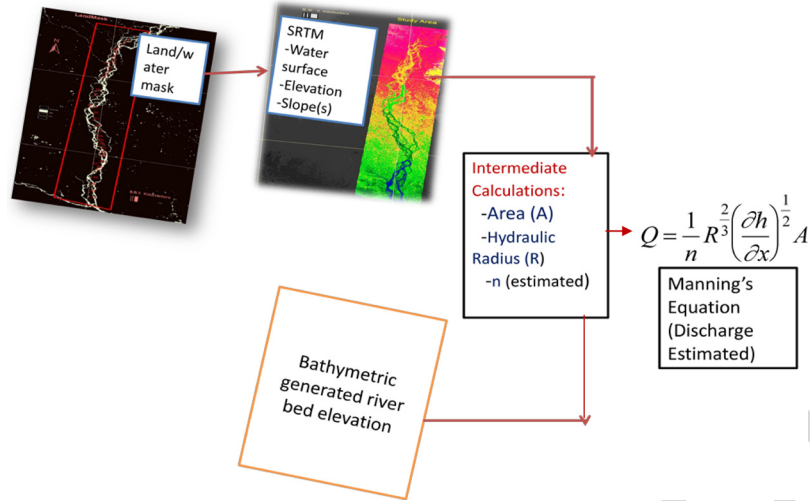 LandMask
Land/w
ater
mask
N
SRTM
-Water
surface
-Elevation
-Slope(s)
Study Area
Intermediate
Calculations:
-Area (A)
-Hydraulic
Radius (R)
-n (estimated)
Q = 1/n R^2/3 (∂h/∂x)^1/2 A
Manning's
Equation
(Discharge
Estimated)
Bathymetric
generated river
bed elevation